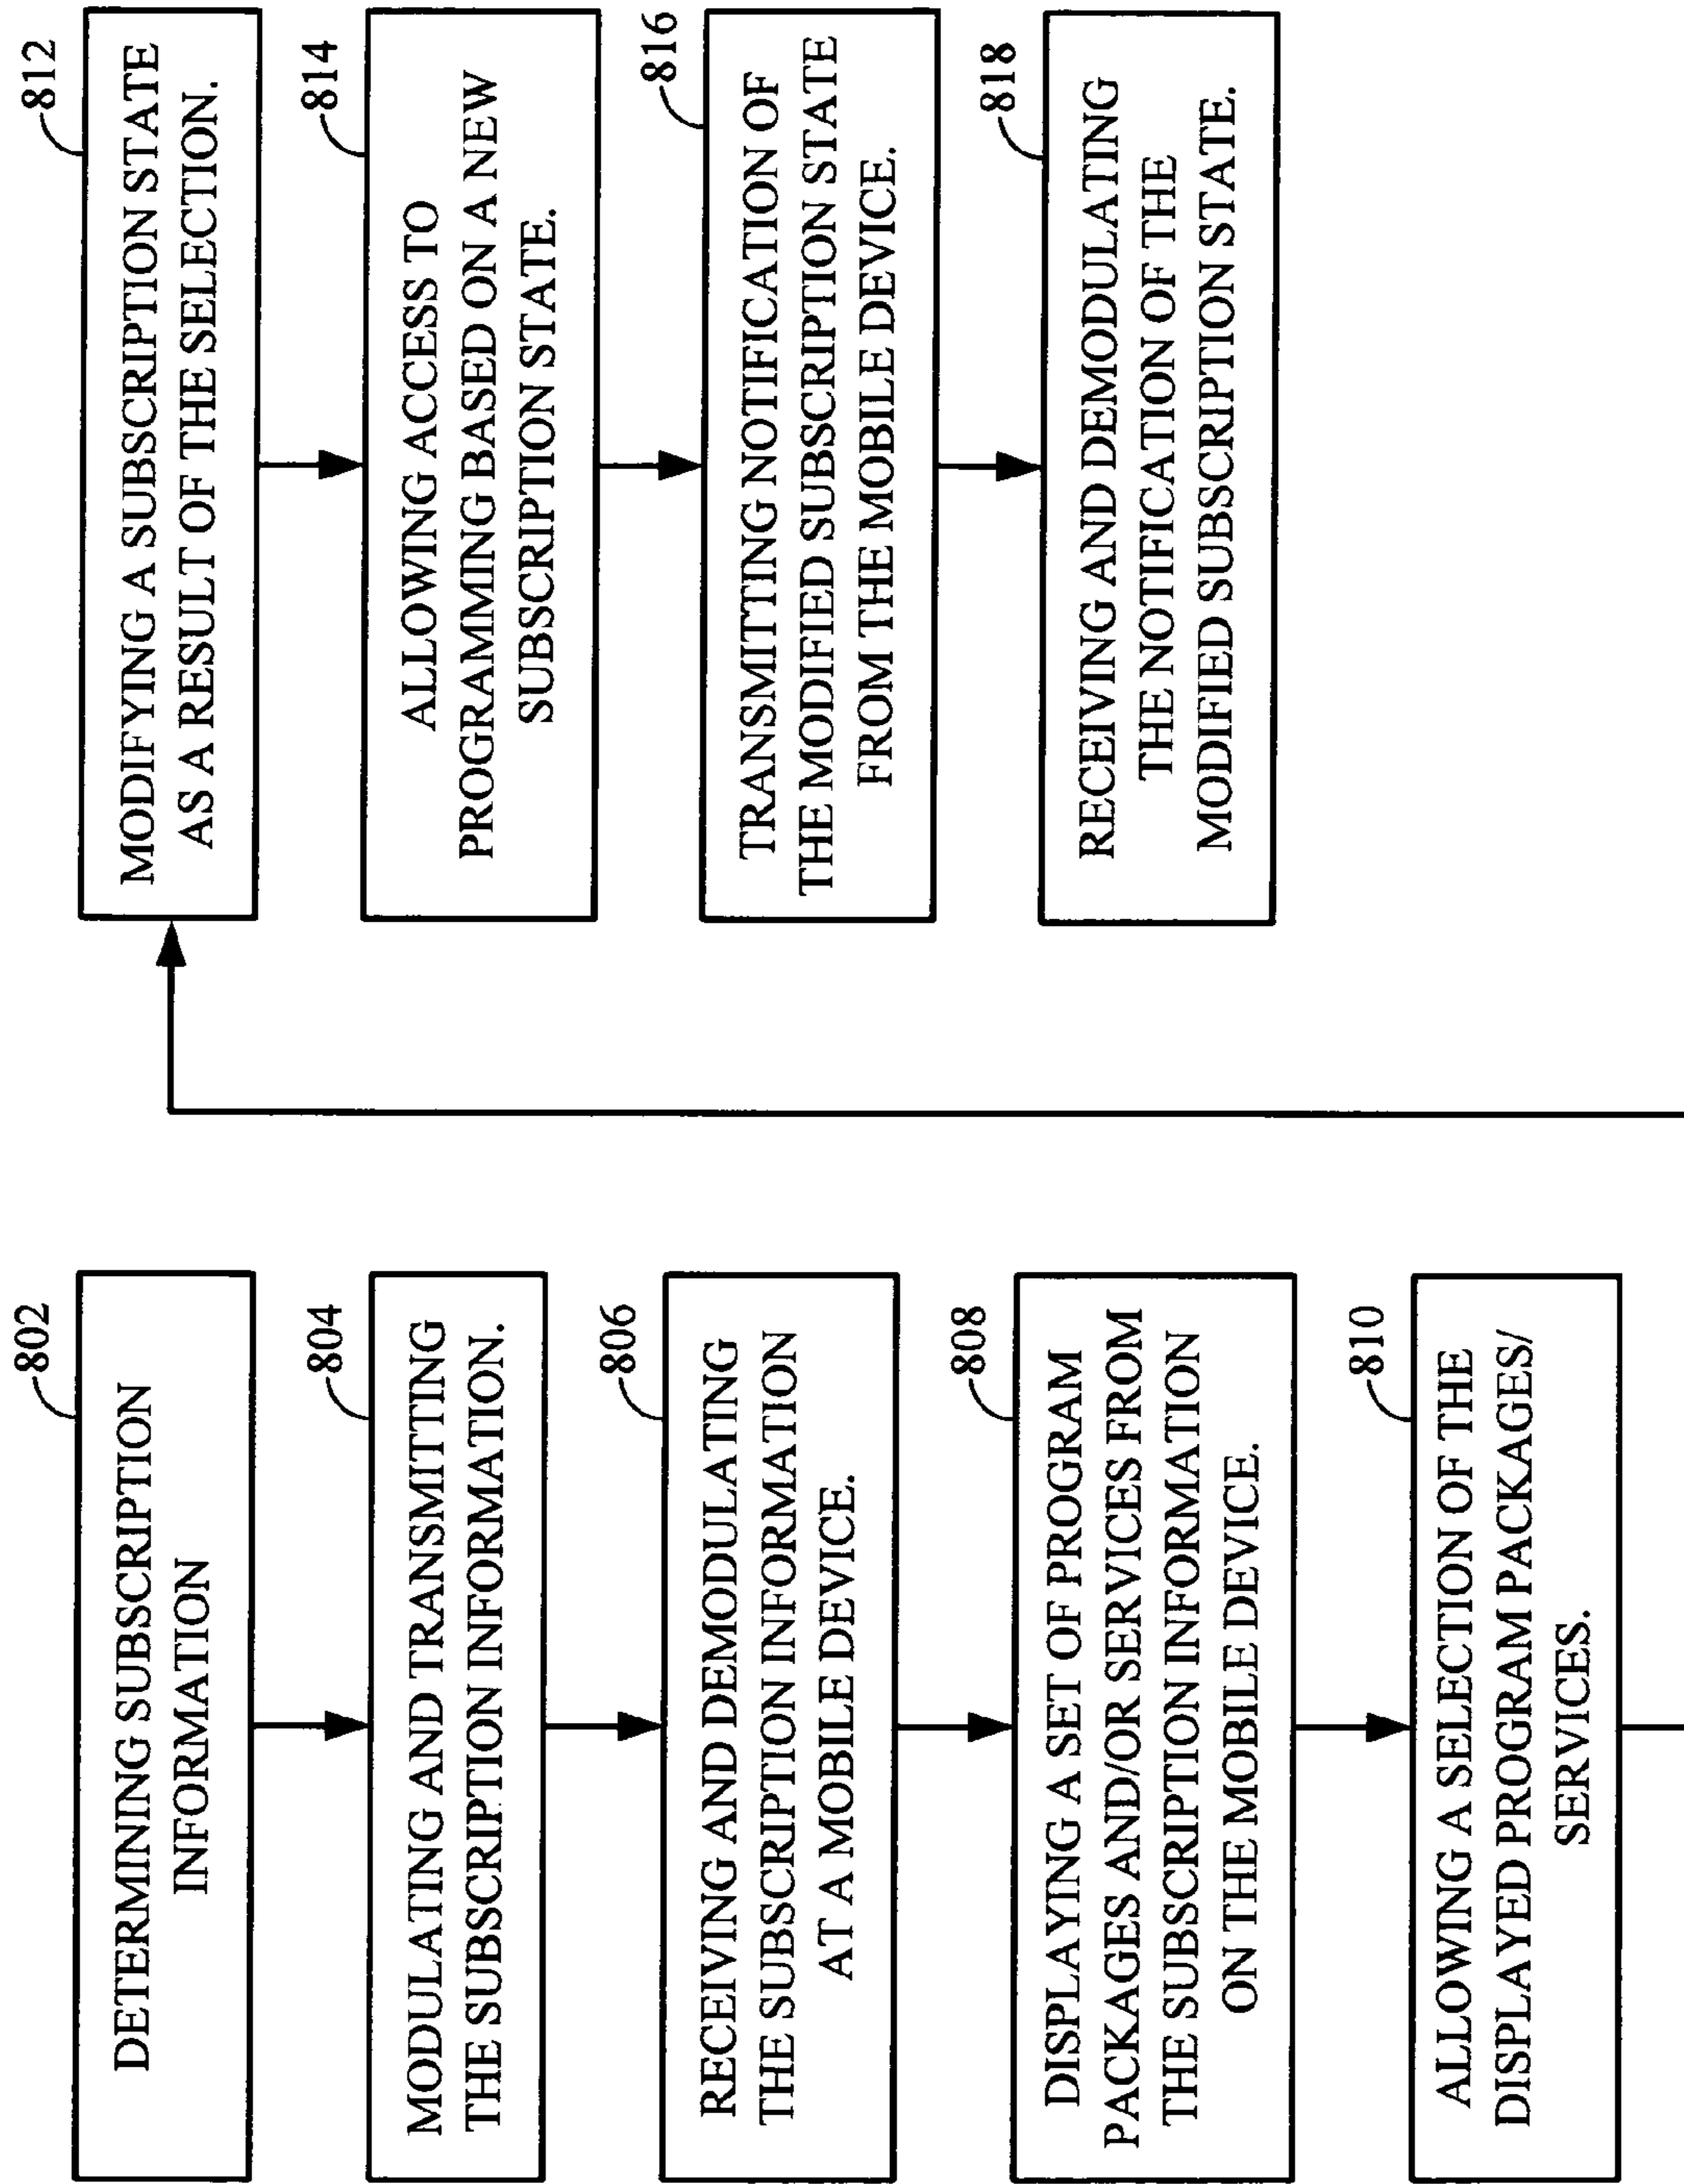 802
DETERMINING SUBSCRIPTION
INFORMATION
804
MODULATING AND TRANSMITTING
THE SUBSCRIPTION INFORMATION.
806
RECEIVING AND DEMODULATING
THE SUBSCRIPTION INFORMATION
AT A MOBILE DEVICE.
808
DISPLAYING A SET OF PROGRAM
PACKAGES AND/OR SERVICES FROM
THE SUBSCRIPTION INFORMATION
ON THE MOBILE DEVICE.
810
ALLOWING A SELECTION OF THE
DISPLAYED PROGRAM PACKAGES/
SERVICES.
812
MODIFYING A SUBSCRIPTION STATE
AS A RESULT OF THE SELECTION.
814
ALLOWING ACCESS TO
PROGRAMMING BASED ON A NEW
SUBSCRIPTION STATE.
816
TRANSMITTING NOTIFICATION OF
THE MODIFIED SUBSCRIPTION STATE
FROM THE MOBILE DEVICE.
818
RECEIVING AND DEMODULATING
THE NOTIFICATION OF THE
MODIFIED SUBSCRIPTION STATE.